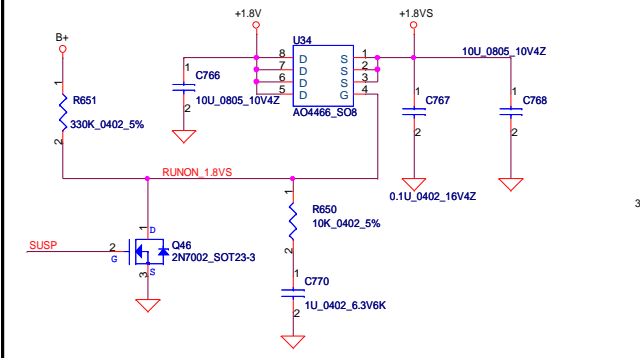 +1.8V
+1.8VS
B+
U34
8 D S 1
7 D S 2
6 D S 3
5 D G 4
AO4466_SO8
1
C766
10U_0805_10V4Z
2
10U_0805_10V4Z
1
C767
2
1
C768
2
0.1U_0402_16V4Z
1
R651
330K_0402_5%
2
RUNON_1.8VS
1
R650
10K_0402_5%
2
3
SUSP
2
G
1
D
Q46
2N7002_SOT23-3
3
S
1
C770
1U_0402_6.3V6K
2